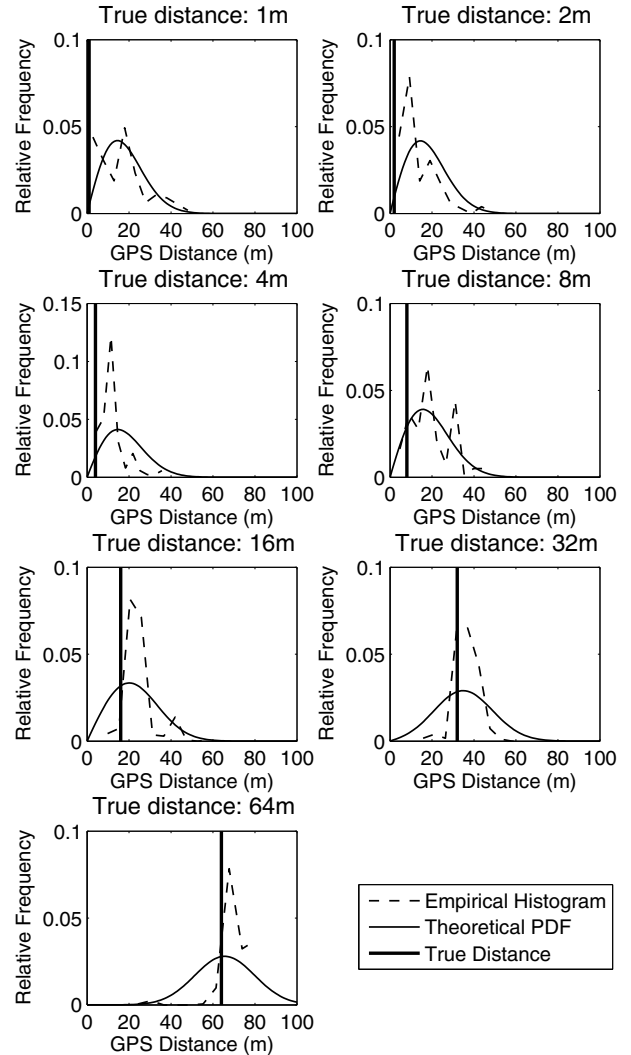 True distance: 1m
0.1
0.05
0
Relative Frequency
0 20 40 60 80 100
GPS Distance (m)
True distance: 2m
0.1
0.05
0
Relative Frequency
0 20 40 60 80 100
GPS Distance (m)
True distance: 4m
0.15
0.1
0.05
0
Relative Frequency
0 20 40 60 80 100
GPS Distance (m)
True distance: 8m
0.1
0.05
0
Relative Frequency
0 20 40 60 80 100
GPS Distance (m)
True distance: 16m
0.1
0.05
0
Relative Frequency
0 20 40 60 80 100
GPS Distance (m)
True distance: 32m
0.1
0.05
0
Relative Frequency
0 20 40 60 80 100
GPS Distance (m)
True distance: 64m
0.1
0.05
0
Relative Frequency
0 20 40 60 80 100
GPS Distance (m)
Empirical Histogram
Theoretical PDF
True Distance